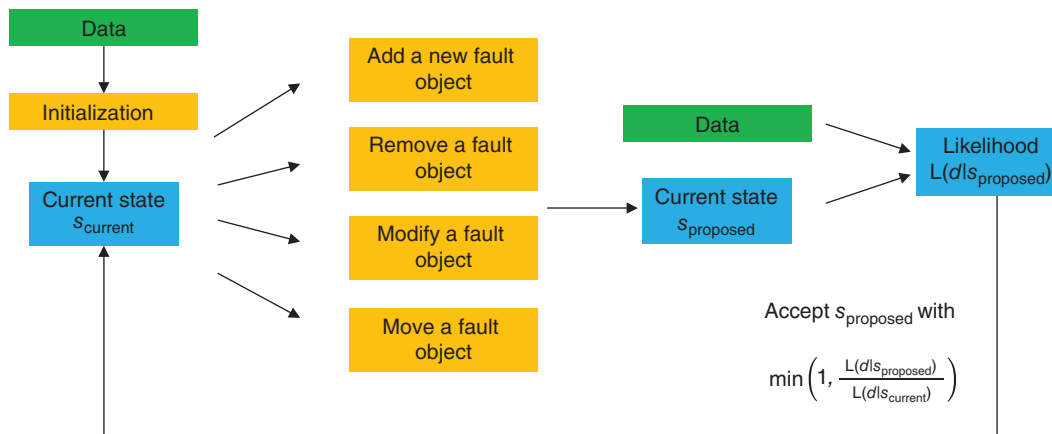 Data
Initialization
Current state
s_current
Add a new fault
object
Remove a fault
object
Modify a fault
object
Move a fault
object
Data
Current state
s_proposed
Likelihood
L(d|s_proposed)
Accept s_proposed with
min(1, L(d|s_proposed) / L(d|s_current))